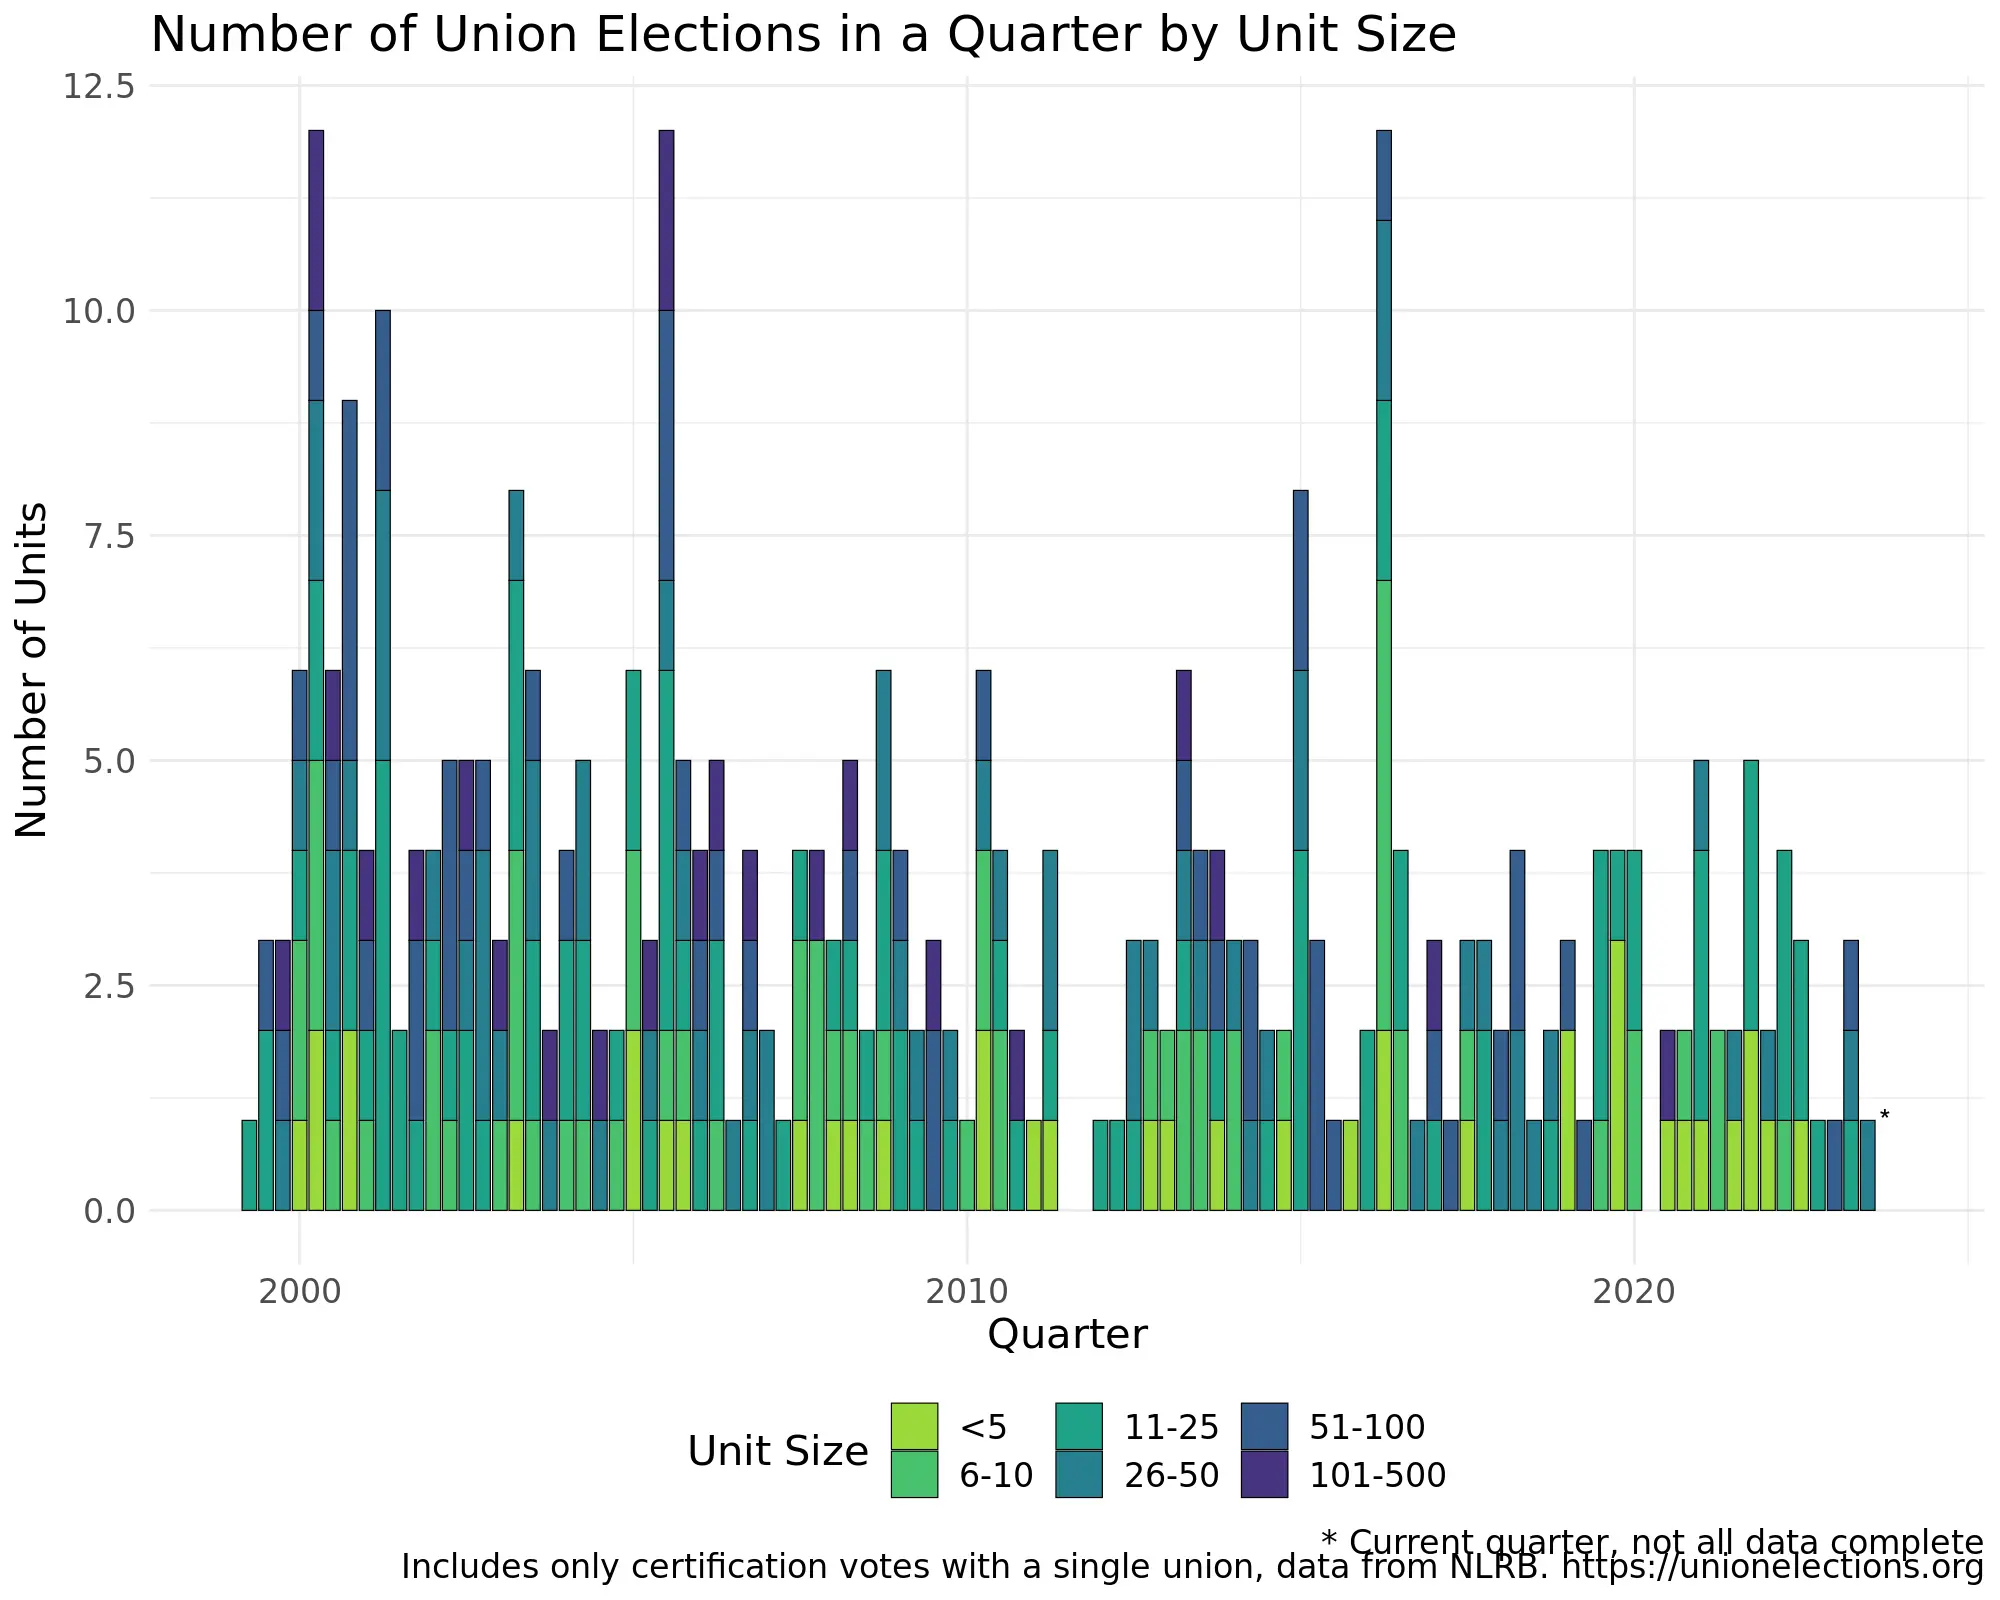 Number of Union Elections in a Quarter by Unit Size
12.5
10.0
7.5
5.0
2.5
0.0
Number of Units
*
2000 2010 2020
Quarter
Unit Size
<5 11-25 51-100
6-10 26-50 101-500
* Current quarter, not all data complete
Includes only certification votes with a single union, data from NLRB. https://unionelections.org